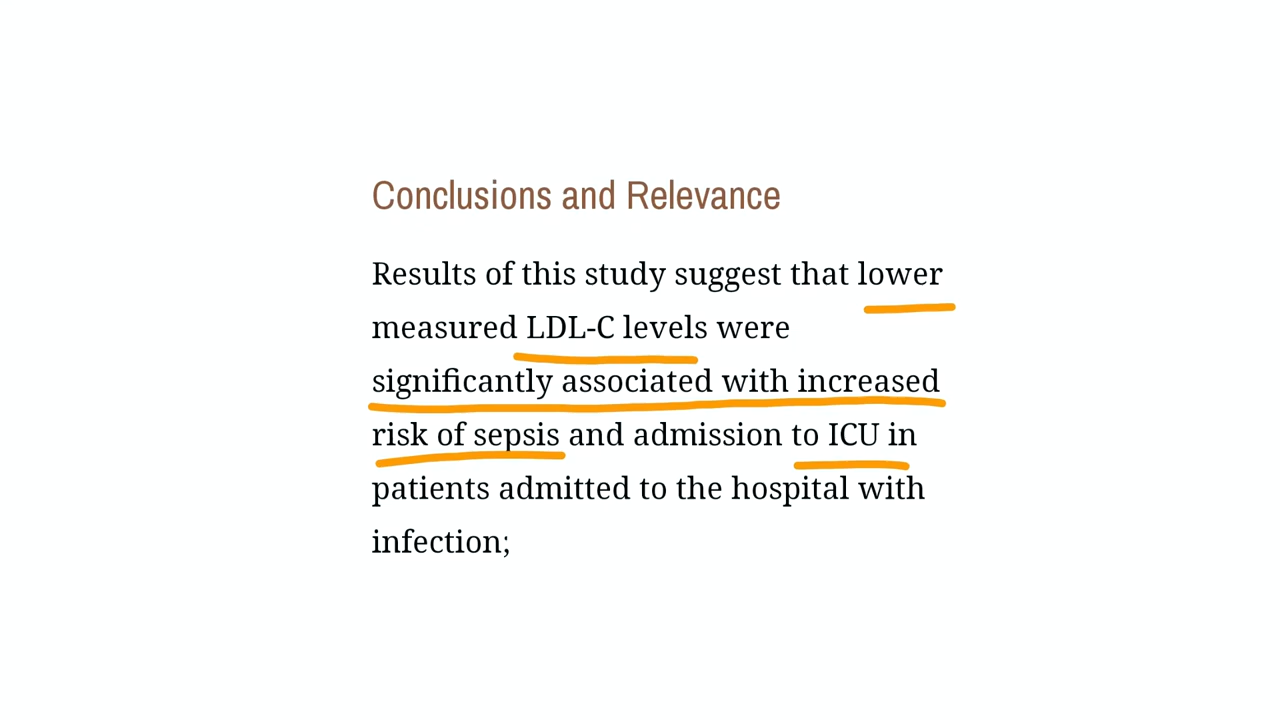 Conclusions and Relevance
Results of this study suggest that lower
measured LDL-C levels were
significantly associated with increased
risk of sepsis and admission to ICU in
patients admitted to the hospital with
infection;